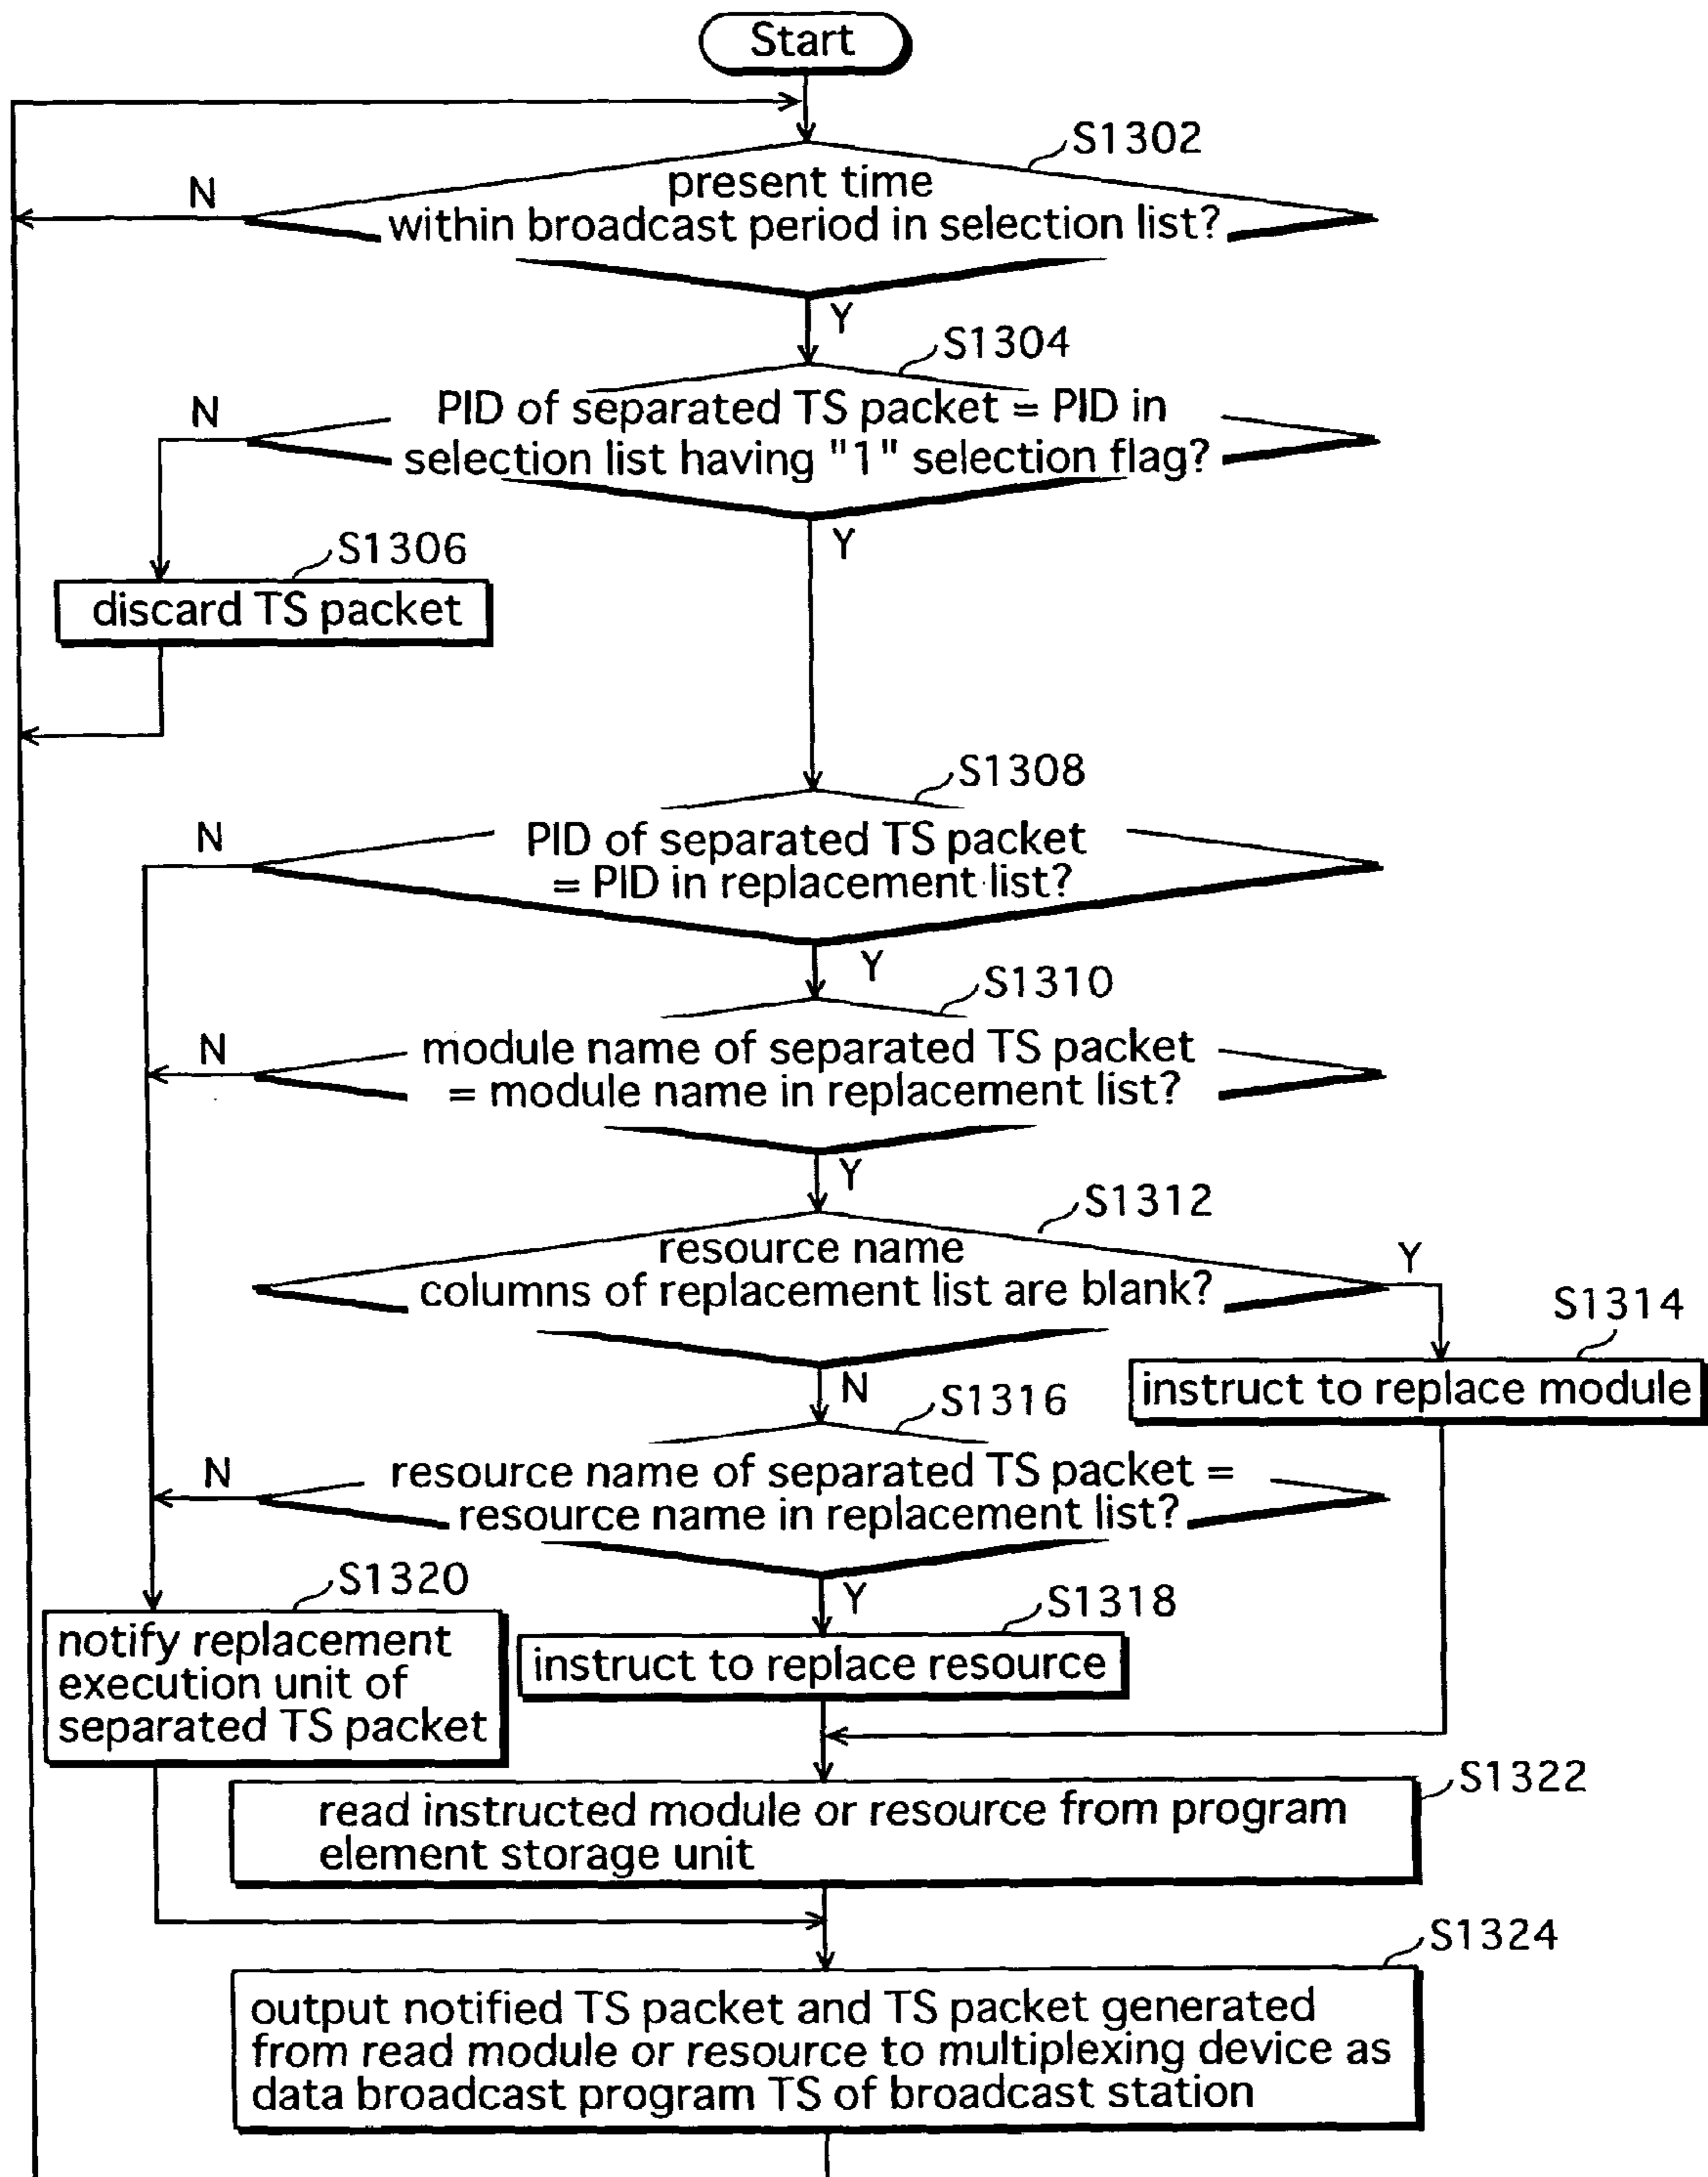 Start
S1302
N
present time
within broadcast period in selection list?
Y
S1304
N
PID of separated TS packet = PID in
selection list having "1" selection flag?
Y
S1306
discard TS packet
S1308
N
PID of separated TS packet
= PID in replacement list?
Y
S1310
N
module name of separated TS packet
= module name in replacement list?
Y
S1312
resource name
columns of replacement list are blank?
Y
S1314
instruct to replace module
N
S1316
N
resource name of separated TS packet =
resource name in replacement list?
S1320
Y
S1318
notify replacement
execution unit of
separated TS packet
instruct to replace resource
S1322
read instructed module or resource from program
element storage unit
S1324
output notified TS packet and TS packet generated
from read module or resource to multiplexing device as
data broadcast program TS of broadcast station